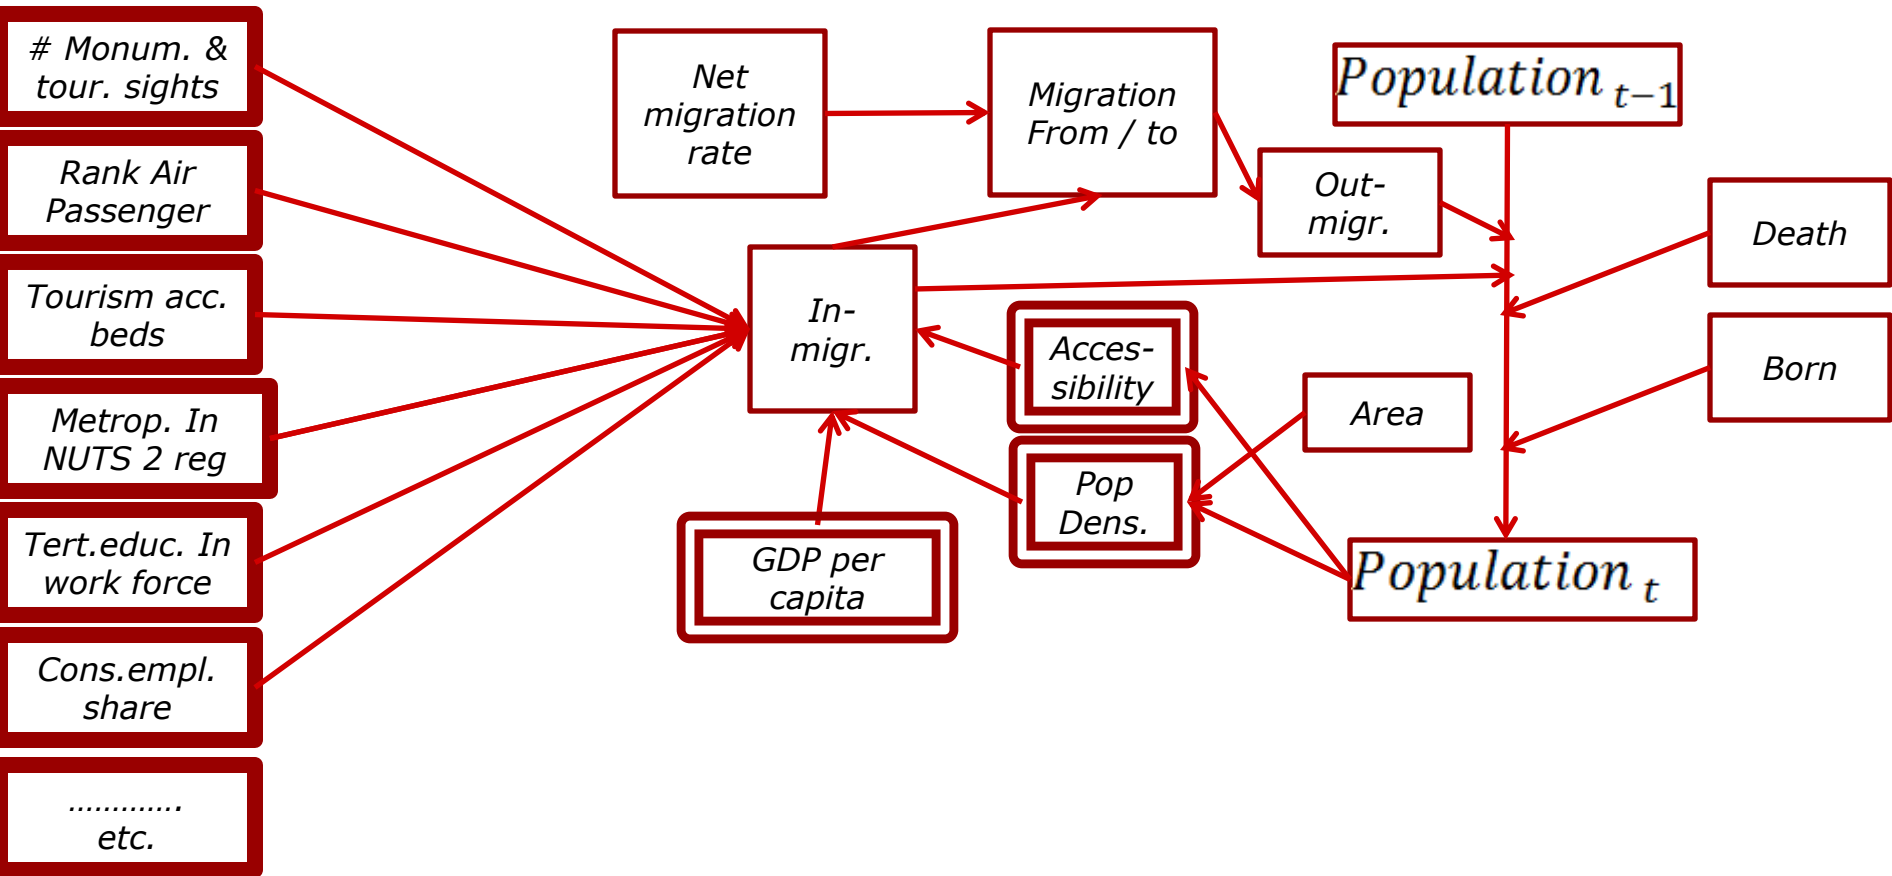 # Monum. &
tour. sights
Rank Air
Passenger
Tourism acc.
beds
Metrop. In
NUTS 2 reg
Tert.educ. In
work force
Cons.empl.
share
………….
etc.
Net
migration
rate
Migration
From / to
Population t−1
Out-
migr.
Death
In-
migr.
Acces-
sibility
Area
Born
Pop
Dens.
GDP per
capita
Population t